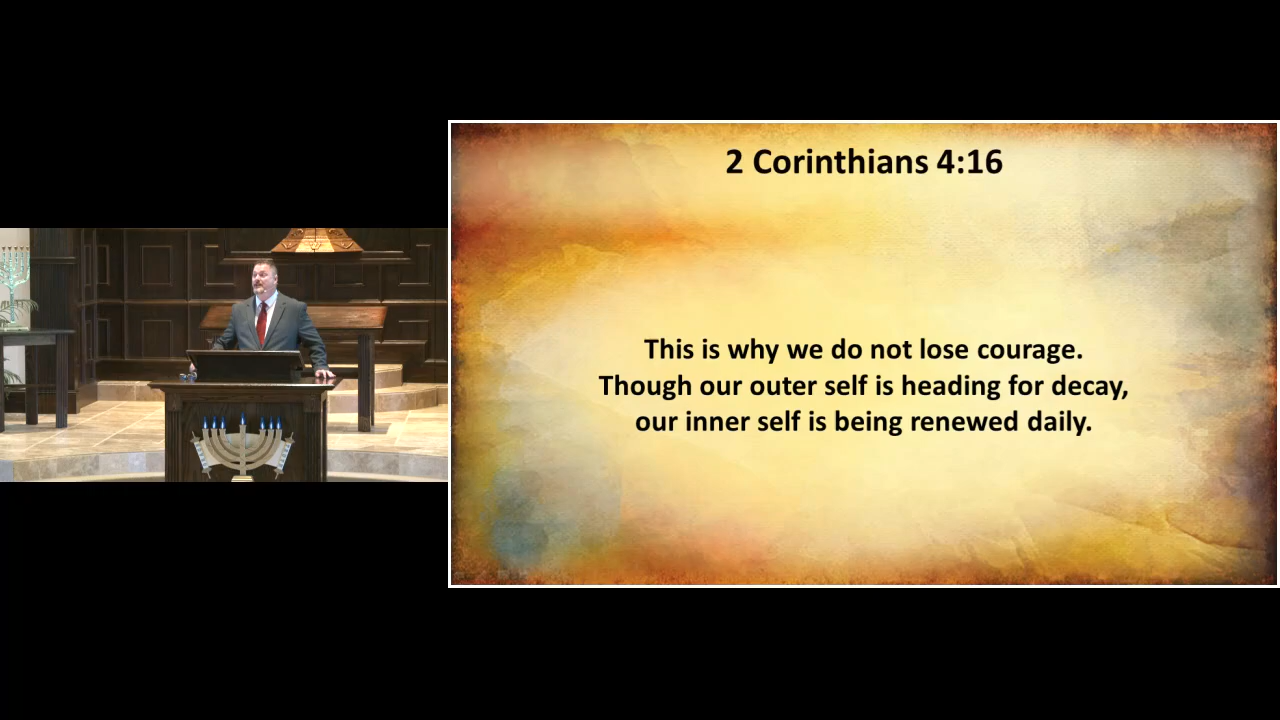 2 Corinthians 4:16
This is why we do not lose courage.
Though our outer self is heading for decay,
our inner self is being renewed daily.